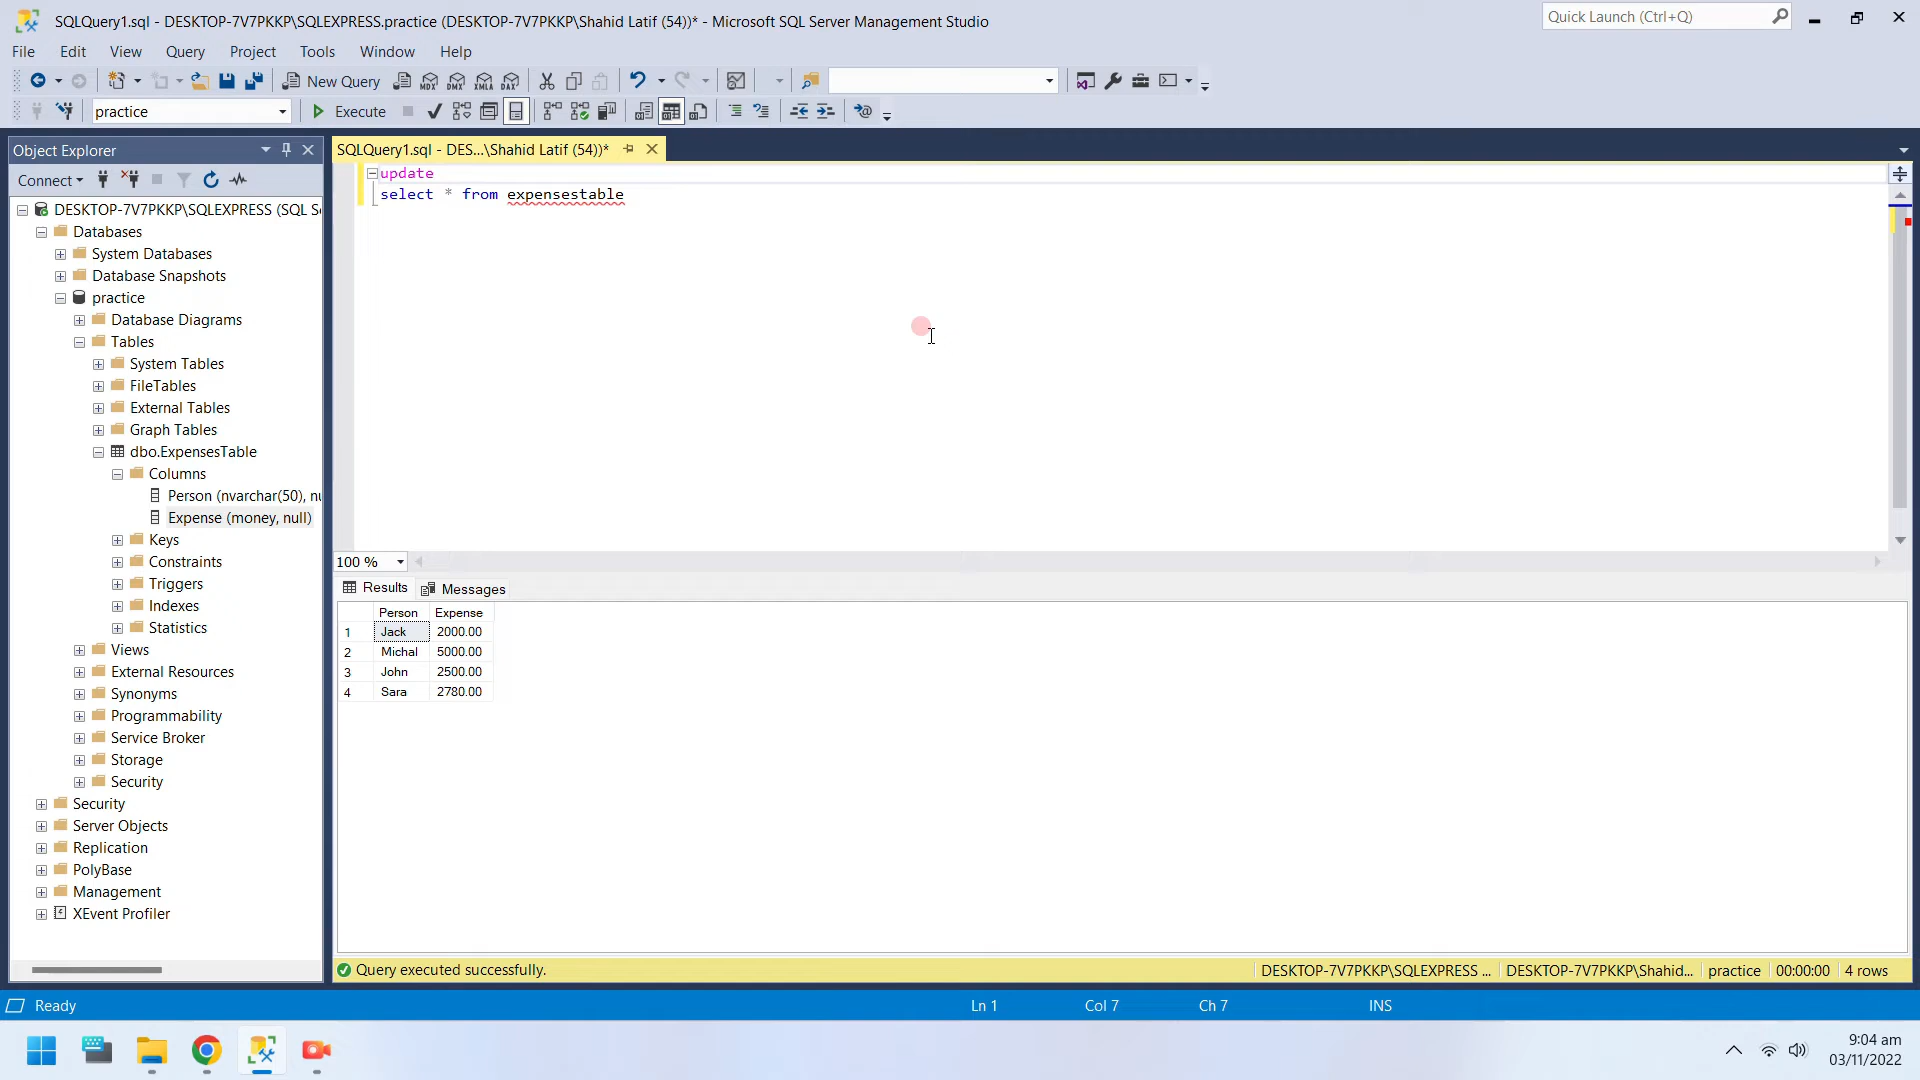 SQLQuery1.sql - DESKTOP-7V7PKKP\SQLEXPRESS.practice (DESKTOP-7V7PKKP\Shahid Latif (54))* - Microsoft SQL Server Management Studio
Quick Launch (Ctrl+Q)
File Edit View Query Project Tools Window Help
New Query MDX DMX XMLA DAX
practice Execute
Object Explorer
SQLQuery1.sql - DES...\Shahid Latif (54))*
Connect
update
select * from expensestable
DESKTOP-7V7PKKP\SQLEXPRESS (SQL S
Databases
System Databases
Database Snapshots
practice
Database Diagrams
Tables
System Tables
FileTables
External Tables
Graph Tables
dbo.ExpensesTable
Columns
Person (nvarchar(50), nu
Expense (money, null)
Keys
Constraints
Triggers
Indexes
Statistics
Views
External Resources
Synonyms
Programmability
Service Broker
Storage
Security
Security
Server Objects
Replication
PolyBase
Management
XEvent Profiler
100 %
Results Messages
Person Expense
1 Jack 2000.00
2 Michal 5000.00
3 John 2500.00
4 Sara 2780.00
Query executed successfully. DESKTOP-7V7PKKP\SQLEXPRESS ... DESKTOP-7V7PKKP\Shahid... practice 00:00:00 4 rows
Ready Ln 1 Col 7 Ch 7 INS
9:04 am
03/11/2022